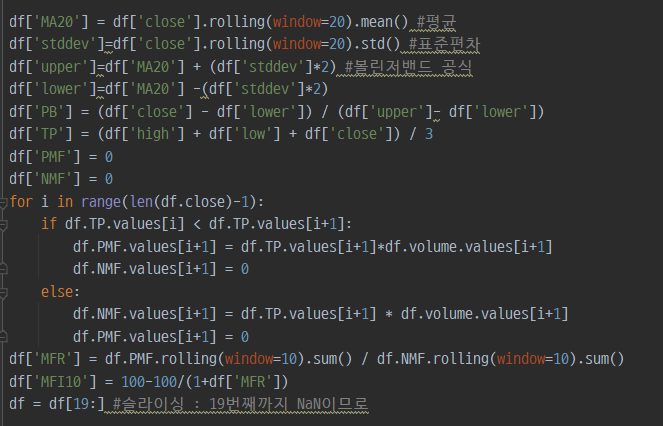 df['MA20'] = df['close'].rolling(window=20).mean() #평균
df['stddev']=df['close'].rolling(window=20).std() #표준편차
df['upper']=df['MA20'] + (df['stddev']*2) #볼린저밴드 공식
df['lower']=df['MA20'] -(df['stddev']*2)
df['PB'] = (df['close'] - df['lower']) / (df['upper']- df['lower'])
df['TP'] = (df['high'] + df['low'] + df['close']) / 3
df['PMF'] = 0
df['NMF'] = 0
for i in range(len(df.close)-1):
    if df.TP.values[i] < df.TP.values[i+1]:
        df.PMF.values[i+1] = df.TP.values[i+1]*df.volume.values[i+1]
        df.NMF.values[i+1] = 0
    else:
        df.NMF.values[i+1] = df.TP.values[i+1] * df.volume.values[i+1]
        df.PMF.values[i+1] = 0
df['MFR'] = df.PMF.rolling(window=10).sum() / df.NMF.rolling(window=10).sum()
df['MFI10'] = 100-100/(1+df['MFR'])
df = df[19:] #슬라이싱 : 19번째까지 NaN이므로